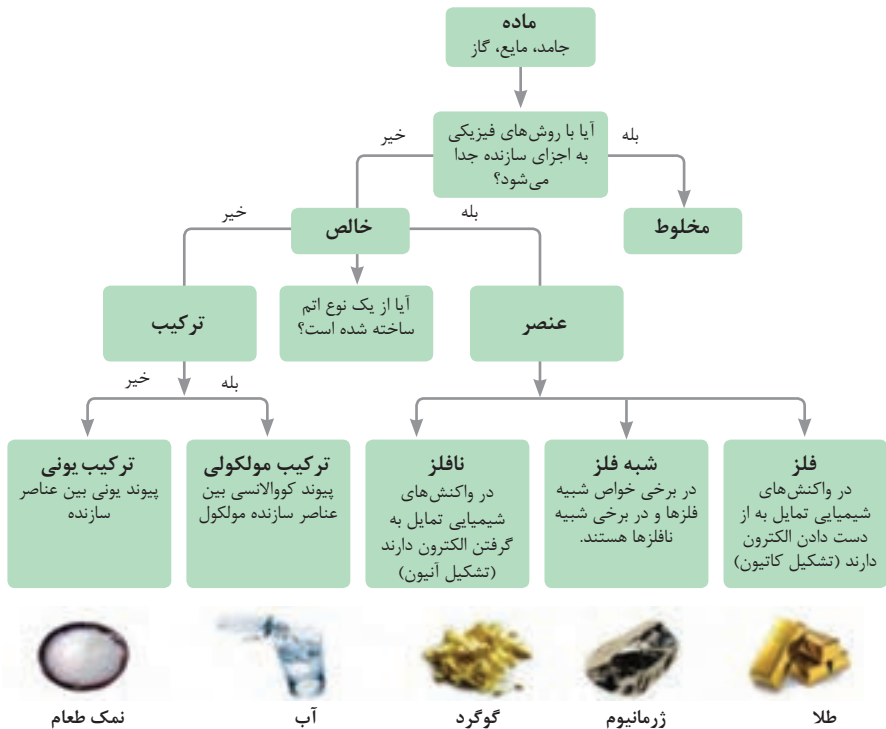 ماده
جامد، مایع، گاز
آیا با روش‌های فیزیکی
به اجزای سازنده جدا
می‌شود؟
بله
خیر
مخلوط
خالص
بله
خیر
آیا از یک نوع اتم
ساخته شده است؟
عنصر
ترکیب
بله
خیر
فلز
در واکنش‌های
شیمیایی تمایل به از
دست دادن الکترون
دارند (تشکیل کاتیون)
شبه فلز
در برخی خواص شبیه
فلزها و در برخی شبیه
نافلزها هستند.
نافلز
در واکنش‌های
شیمیایی تمایل به
گرفتن الکترون دارند
(تشکیل آنیون)
ترکیب مولکولی
پیوند کووالانسی بین
عناصر سازنده مولکول
ترکیب یونی
پیوند یونی بین عناصر
سازنده
طلا
ژرمانیوم
گوگرد
آب
نمک طعام